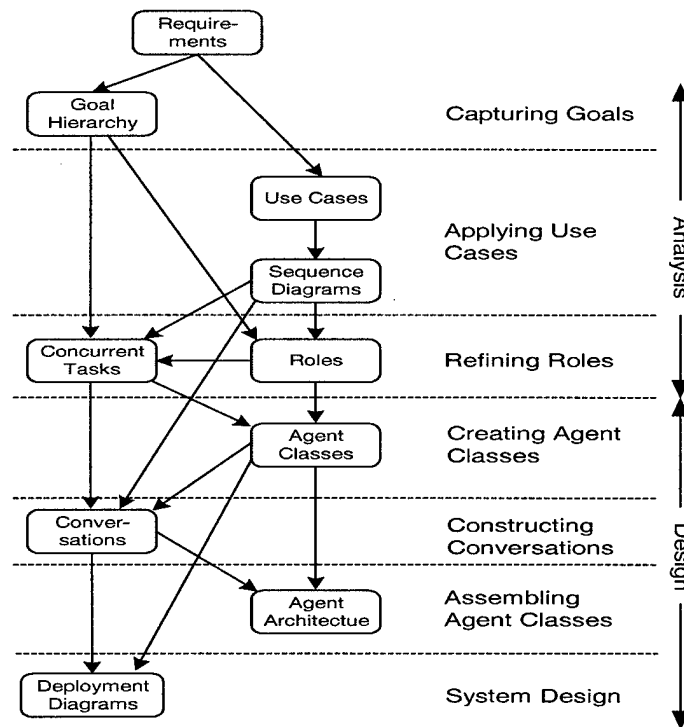 Require-
ments
Goal
Hierarchy
Capturing Goals
Use Cases
Applying Use
Cases
Sequence
Diagrams
Analysis
Concurrent
Tasks
Roles
Refining Roles
Agent
Classes
Creating Agent
Classes
Conver-
sations
Constructing
Conversations
Design
Agent
Architectue
Assembling
Agent Classes
Deployment
Diagrams
System Design